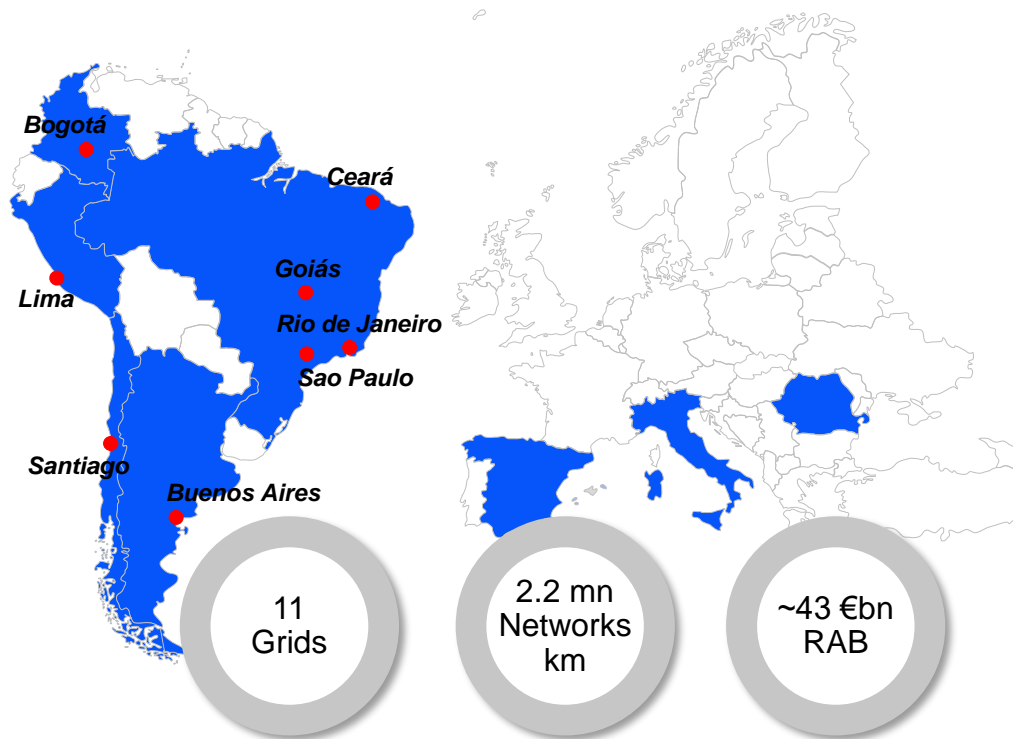 Bogotá
Ceará
Goiás
Lima
Rio de Janeiro
Sao Paulo
Santiago
Buenos Aires
11
Grids
2.2 mn
Networks
km
~43 €bn
RAB